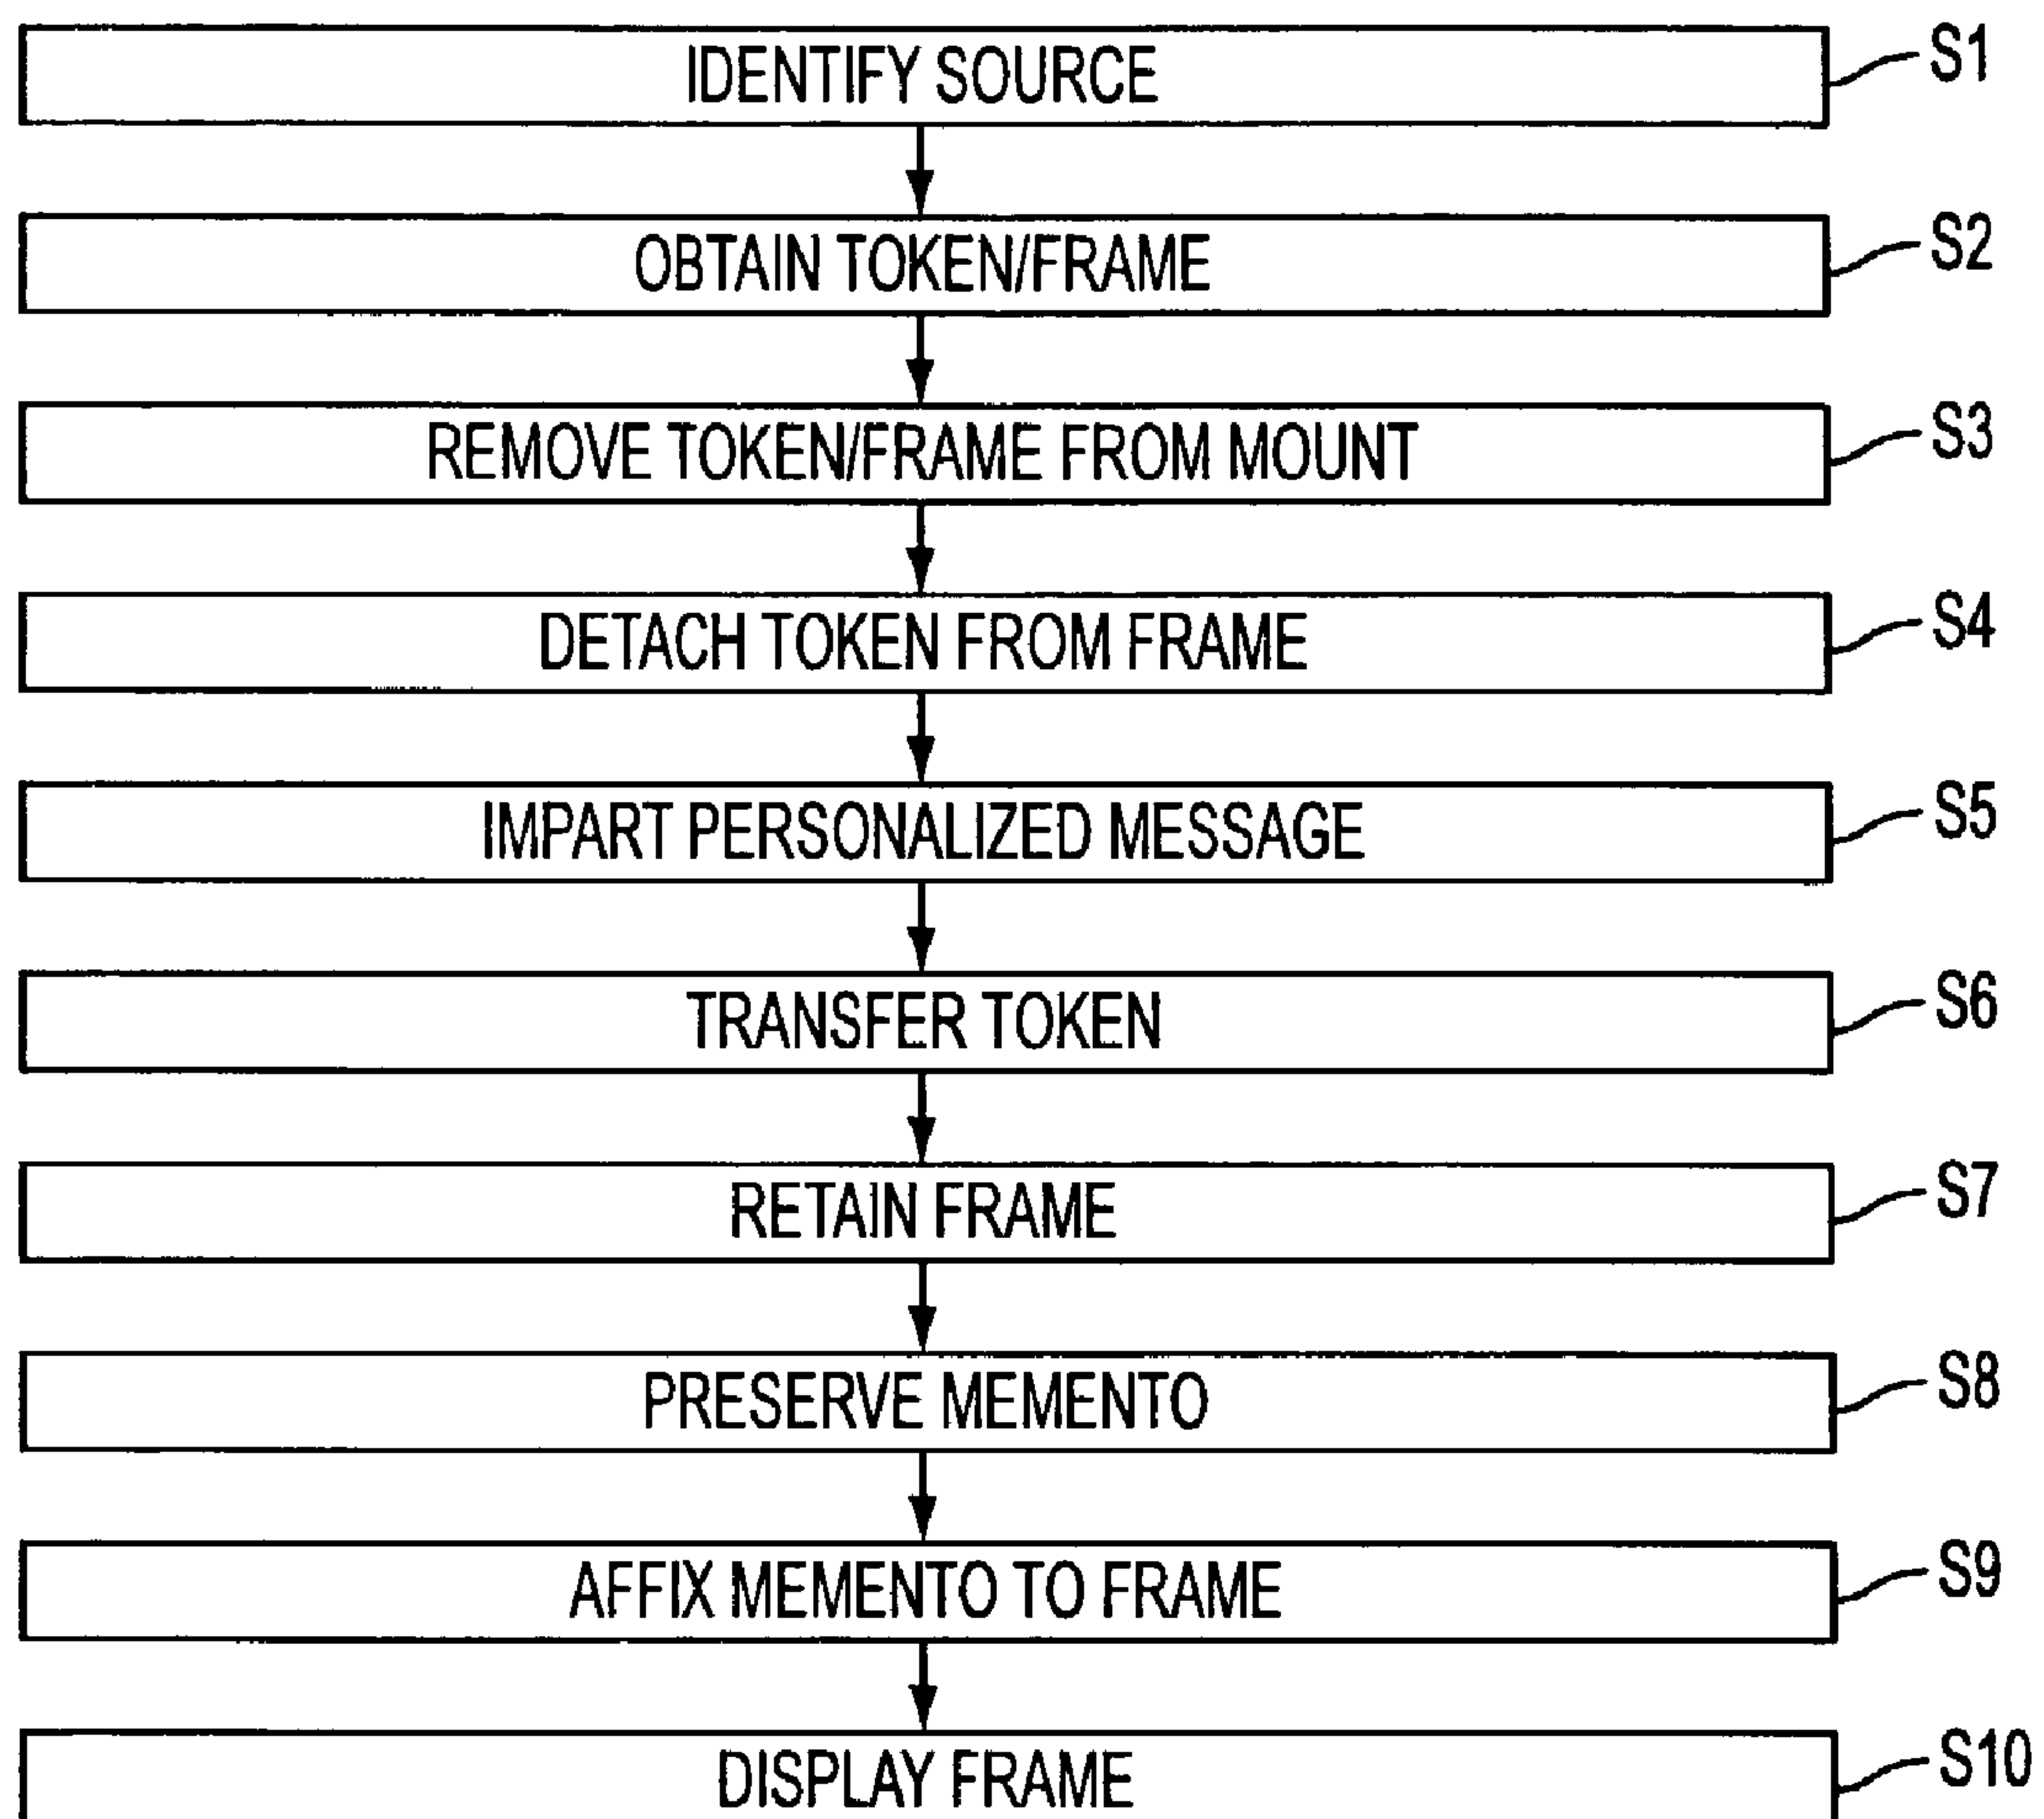 IDENTIFY SOURCE S1
OBTAIN TOKEN/FRAME S2
REMOVE TOKEN/FRAME FROM MOUNT S3
DETACH TOKEN FROM FRAME S4
IMPART PERSONALIZED MESSAGE S5
TRANSFER TOKEN S6
RETAIN FRAME S7
PRESERVE MEMENTO S8
AFFIX MEMENTO TO FRAME S9
DISPLAY FRAME S10